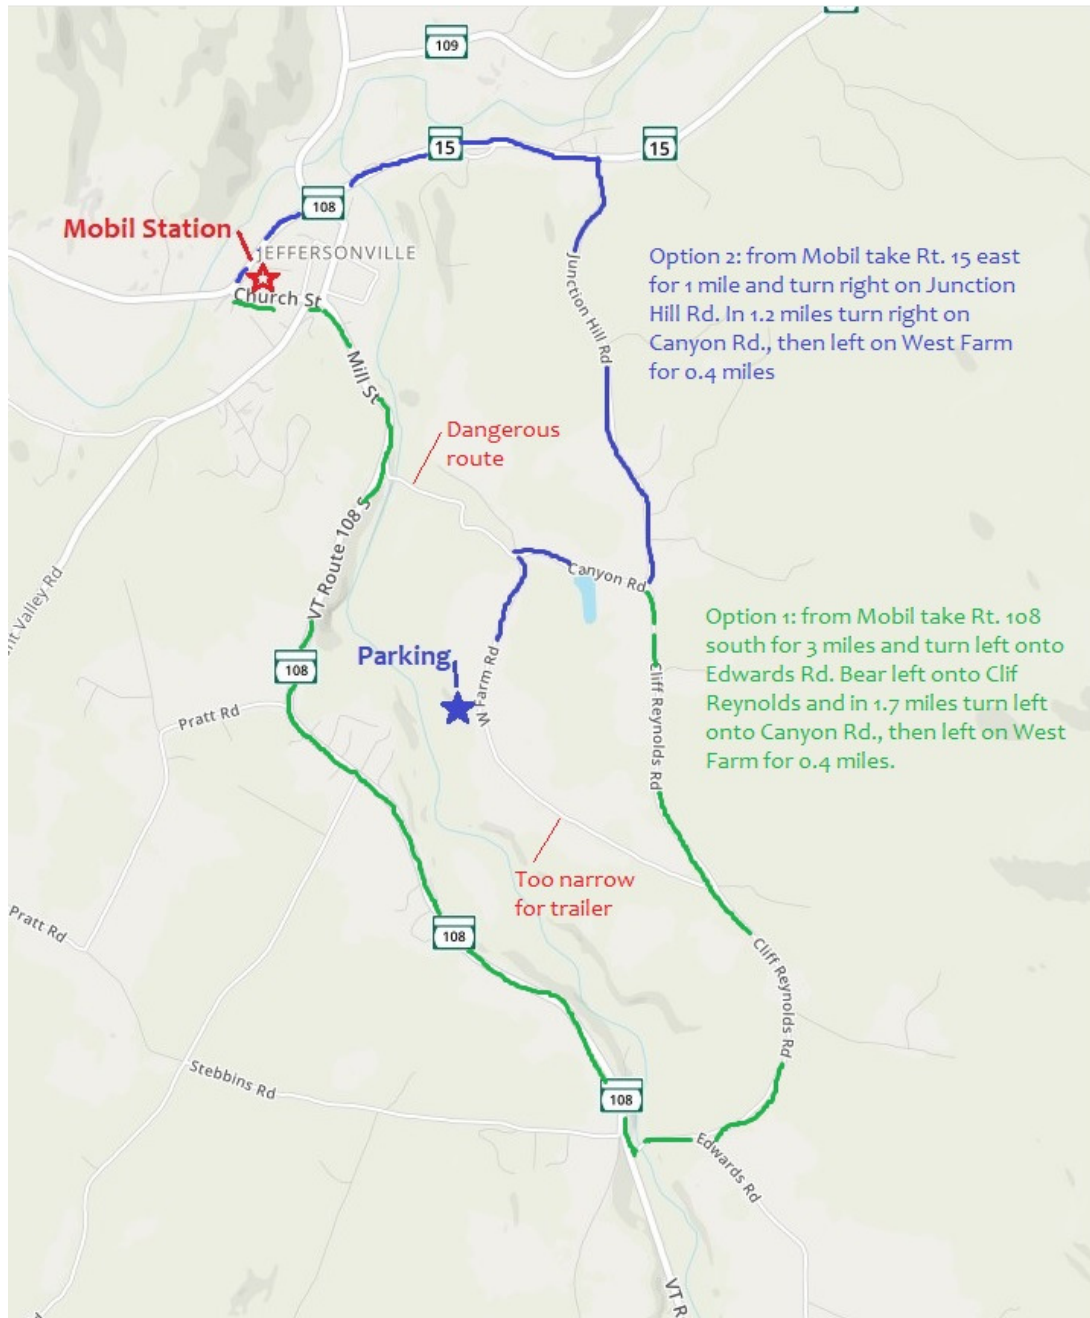 109
15
15
108
Mobil Station
JEFFERSONVILLE
Church St
Option 2: from Mobil take Rt. 15 east
for 1 mile and turn right on Junction
Hill Rd. In 1.2 miles turn right on
Canyon Rd., then left on West Farm
for 0.4 miles
Junction Hill Rd
Mill St
Dangerous
route
VT Route 108 S
Canyon Rd
nt Valley Rd
Option 1: from Mobil take Rt. 108
south for 3 miles and turn left onto
Edwards Rd. Bear left onto Clif
Reynolds and in 1.7 miles turn left
onto Canyon Rd., then left on West
Farm for 0.4 miles.
108
Parking
W Farm Rd
Cliff Reynolds Rd
Pratt Rd
Too narrow
for trailer
Pratt Rd
108
Cliff Reynolds Rd
Stebbins Rd
108
Edwards Rd
VT R